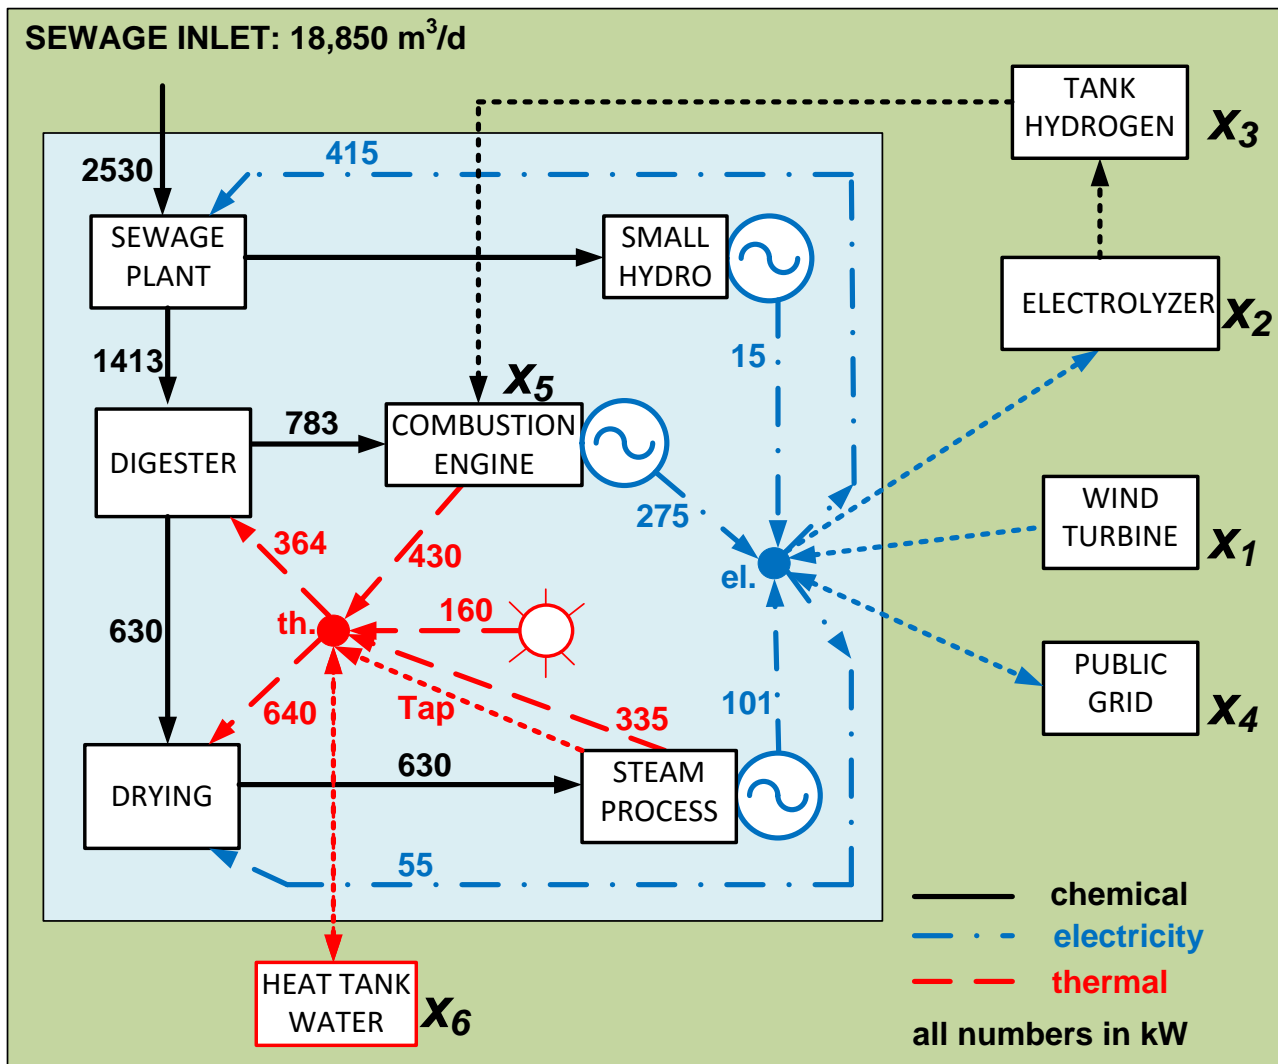 SEWAGE INLET: 18,850 m³/d
TANK
HYDROGEN
x₃
2530
415
SEWAGE
PLANT
SMALL
HYDRO
ELECTROLYZER
x₂
1413
15
x₅
783
COMBUSTION
ENGINE
DIGESTER
275
WIND
TURBINE
x₁
364
430
el.
630
th.
160
PUBLIC
GRID
x₄
640
Tap
335
101
DRYING
630
STEAM
PROCESS
55
chemical
electricity
thermal
all numbers in kW
HEAT TANK
WATER
x₆